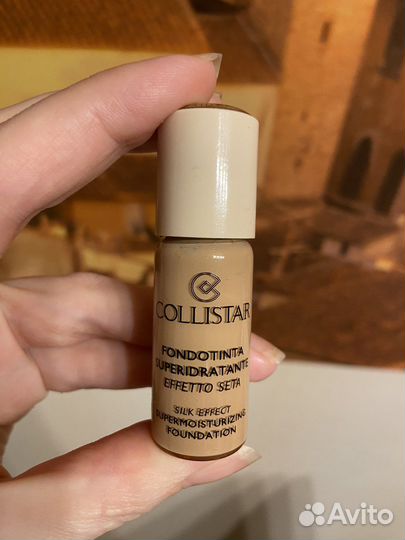 COLLISTAR
FONDOTINTA
SUPERIDRATANTE
EFFETTO SETA
SILK EFFECT
SUPERMOISTURIZING
FOUNDATION
Avito